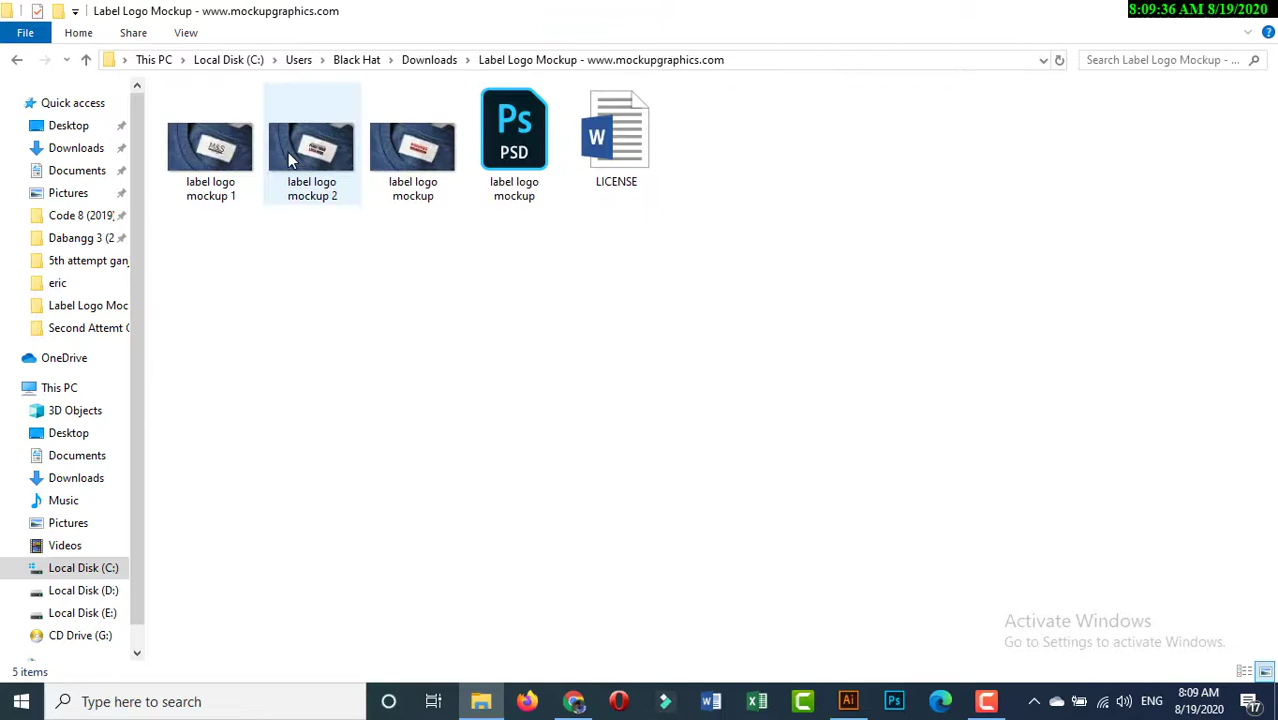 Label Logo Mockup - www.mockupgraphics.com
8:09:36 AM 8/19/2020
File
Home
Share
View
This PC
Local Disk (C:)
Users
Black Hat
Downloads
Label Logo Mockup - www.mockupgraphics.com
Search Label Logo Mockup - ...
Quick access
Desktop
Downloads
Documents
Pictures
Code 8 (2019)
Dabangg 3 (2
5th attempt gan
eric
Label Logo Moc
Second Attemt C
OneDrive
This PC
3D Objects
Desktop
Documents
Downloads
Music
Pictures
Videos
Local Disk (C:)
Local Disk (D:)
Local Disk (E:)
CD Drive (G:)
M&S
label logo
mockup 1
label logo
mockup 2
label logo
mockup
Ps
PSD
label logo
mockup
W
LICENSE
Activate Windows
Go to Settings to activate Windows.
5 items
Type here to search
W
X
C
Ai
Ps
C
ENG
8:09 AM
8/19/2020
17